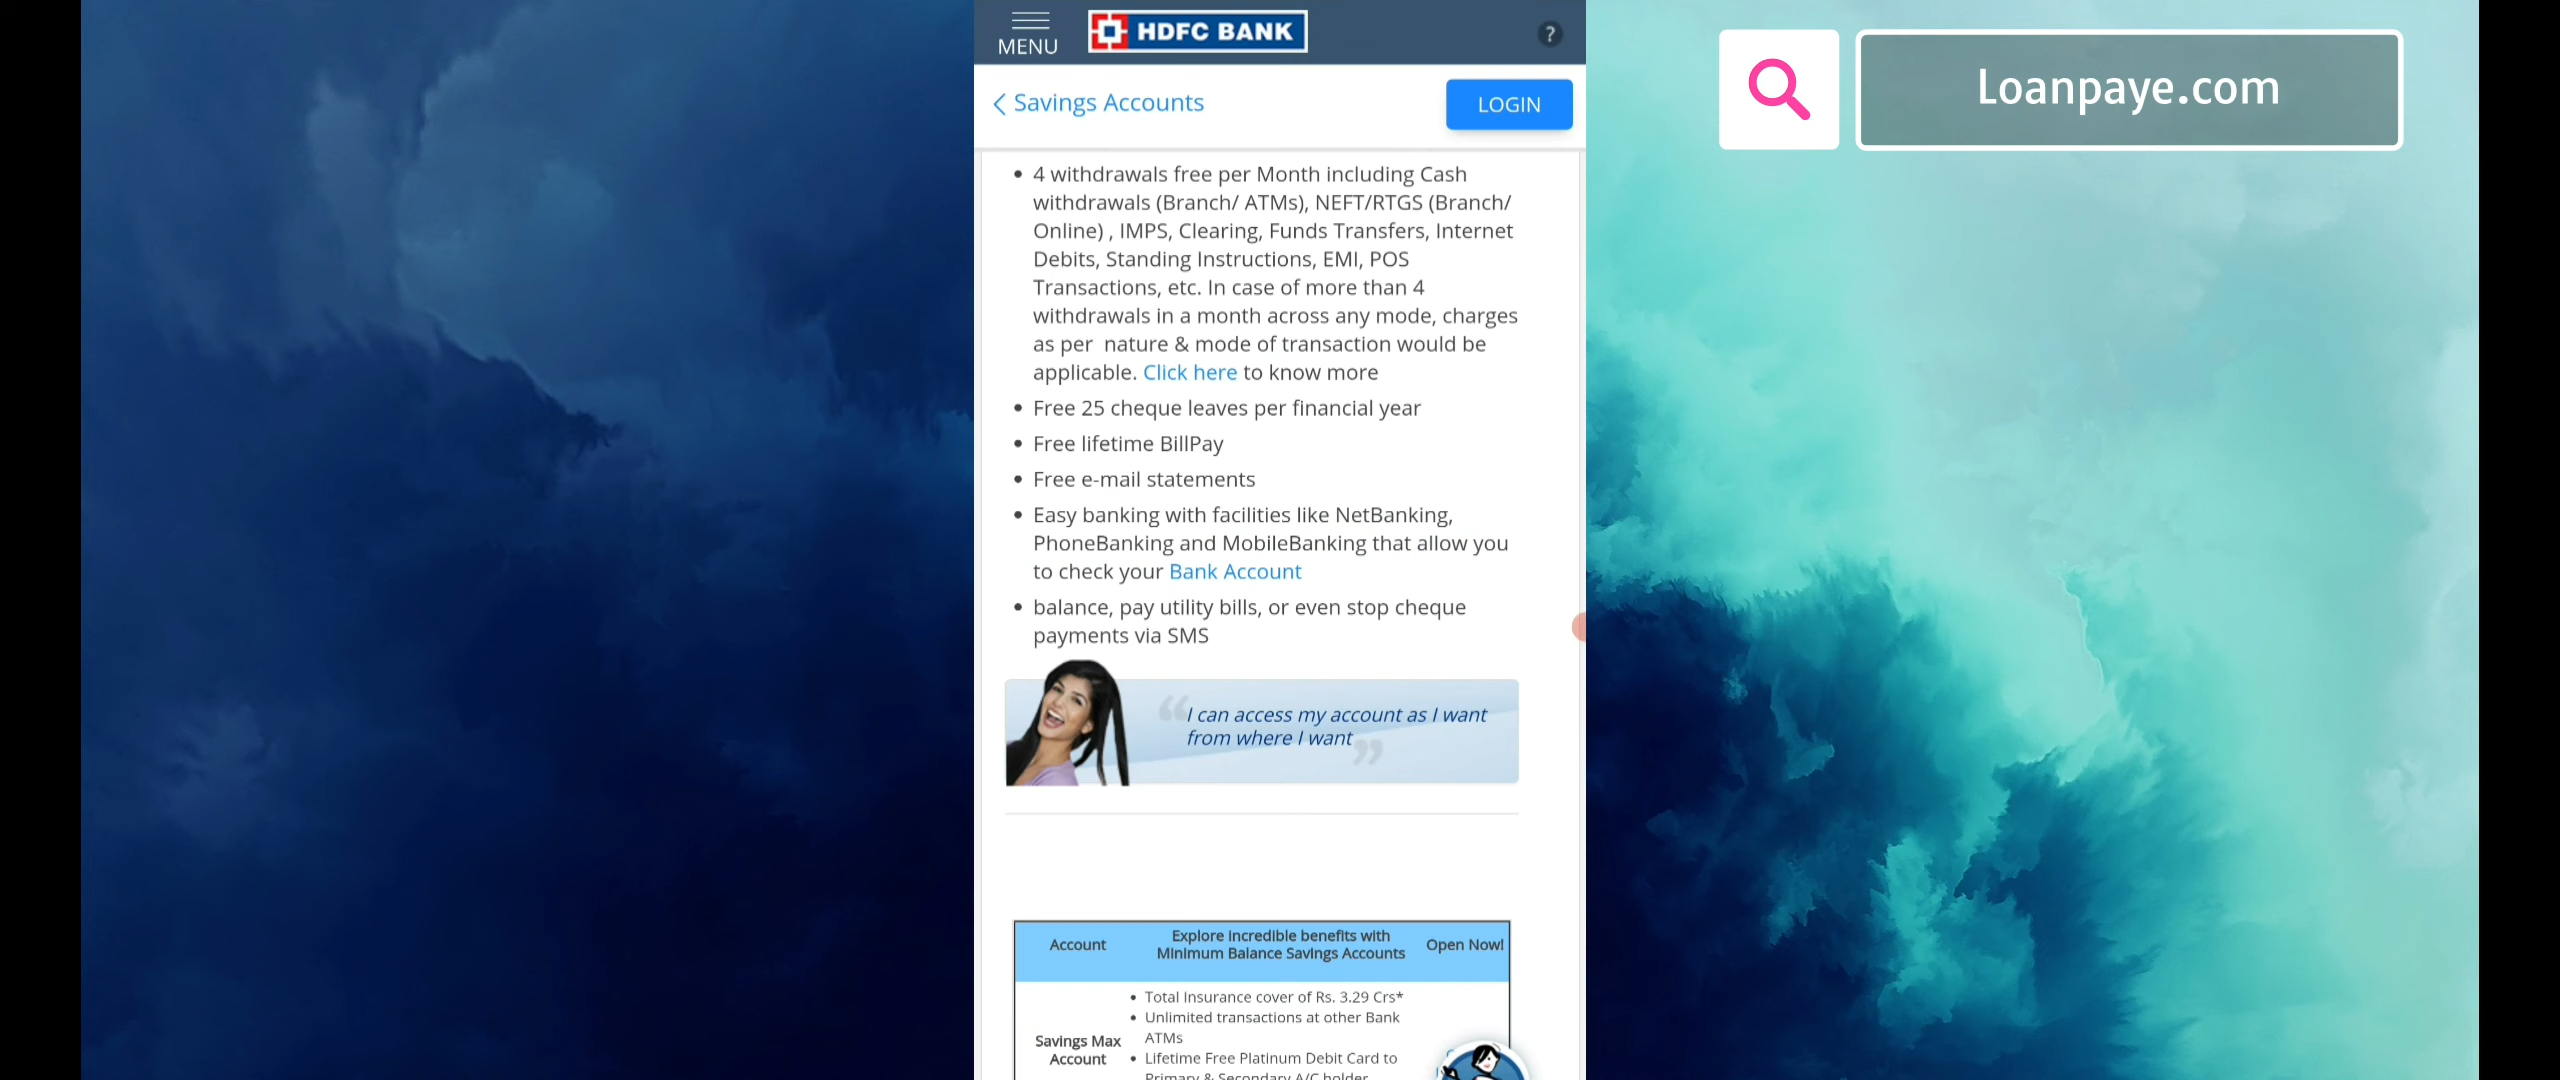 MENU
HDFC BANK
?
Savings Accounts
LOGIN
Loanpaye.com
• 4 withdrawals free per Month including Cash
withdrawals (Branch/ ATMs), NEFT/RTGS (Branch/
Online) , IMPS, Clearing, Funds Transfers, Internet
Debits, Standing Instructions, EMI, POS
Transactions, etc. In case of more than 4
withdrawals in a month across any mode, charges
as per  nature & mode of transaction would be
applicable. Click here to know more
• Free 25 cheque leaves per financial year
• Free lifetime BillPay
• Free e-mail statements
• Easy banking with facilities like NetBanking,
PhoneBanking and MobileBanking that allow you
to check your Bank Account
• balance, pay utility bills, or even stop cheque
payments via SMS
“I can access my account as I want
from where I want”
Account
Explore incredible benefits with
Minimum Balance Savings Accounts
Open Now!
Savings Max
Account
• Total Insurance cover of Rs. 3.29 Crs*
• Unlimited transactions at other Bank
ATMs
• Lifetime Free Platinum Debit Card to
Primary & Secondary A/C holder